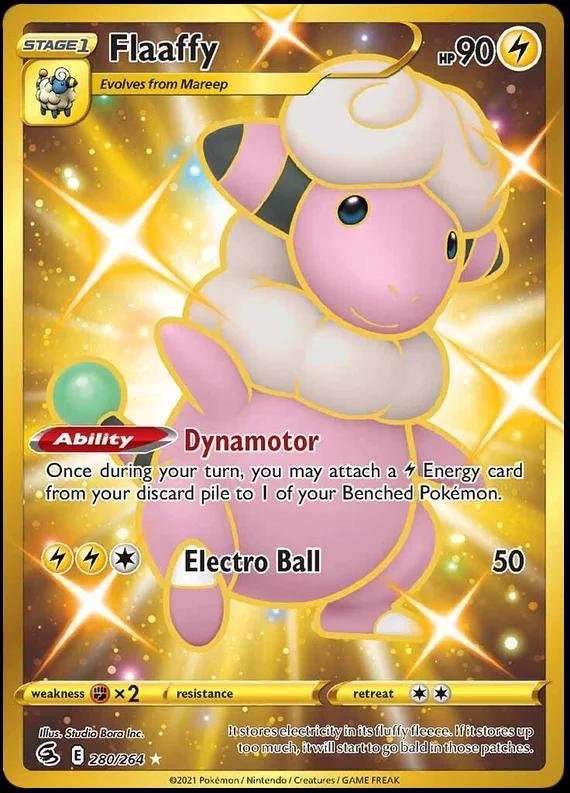 STAGE1 Flaaffy HP90
Evolves from Mareep
Ability Dynamotor
Once during your turn, you may attach a Energy card
from your discard pile to 1 of your Benched Pokémon.
Electro Ball 50
weakness ×2 resistance retreat
Illus. Studio Bora Inc.
It stores electricity in its fluffy fleece. If it stores up
too much, it will start to go bald in those patches.
E 280/264 ★
©2021 Pokémon / Nintendo / Creatures / GAME FREAK